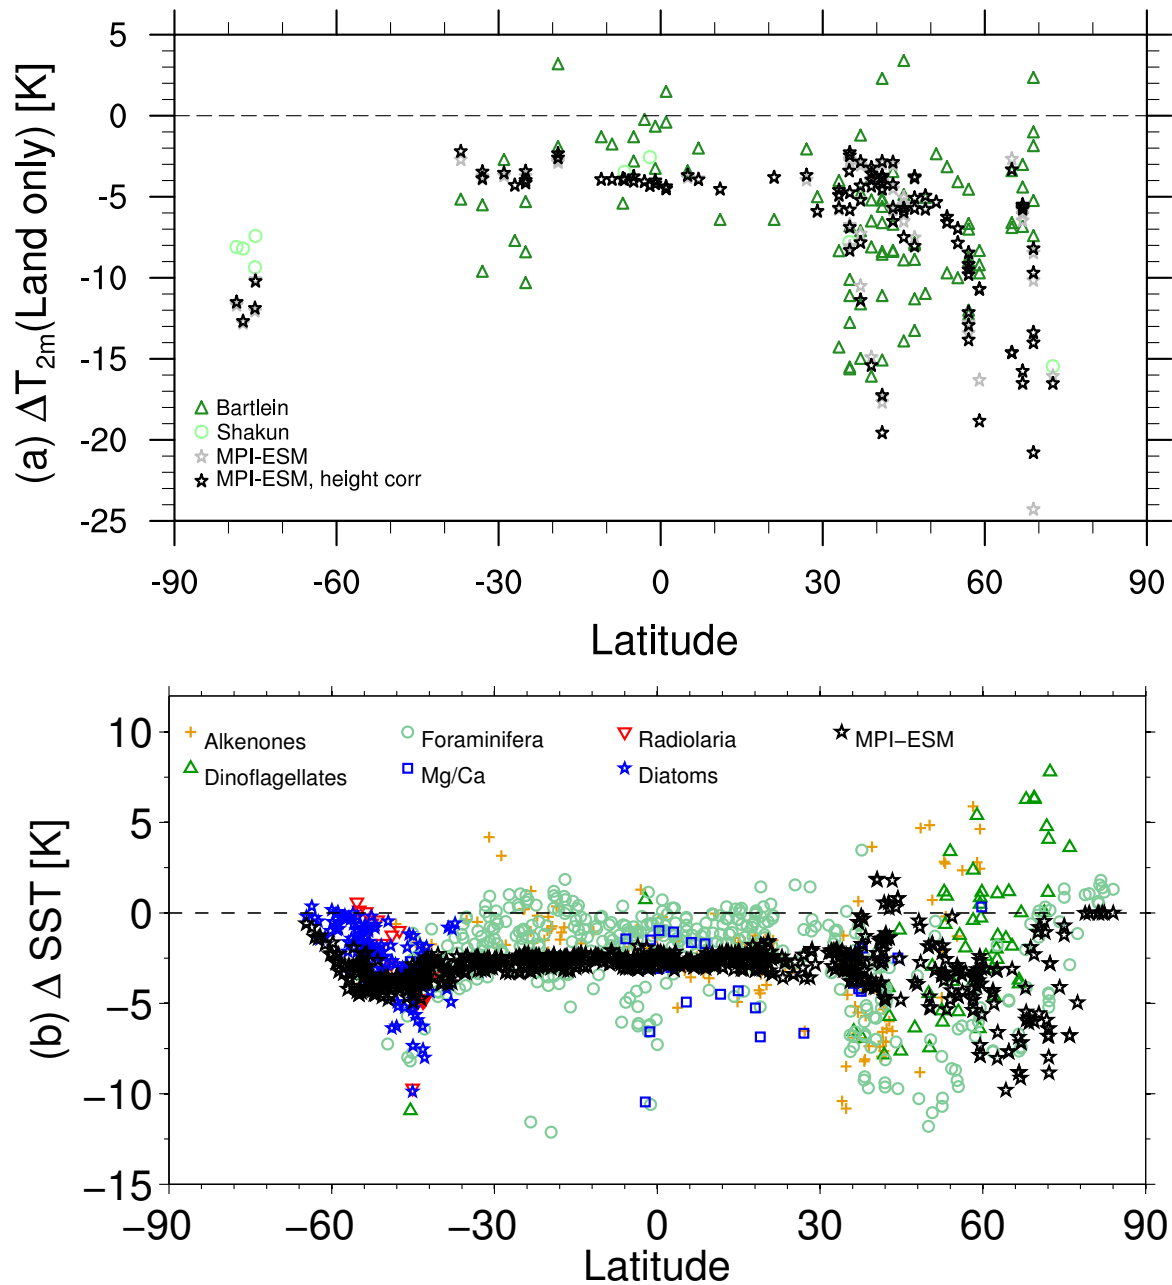 (a) ΔT2m(Land only) [K]
5
0
-5
-10
-15
-20
-25
Bartlein
Shakun
MPI-ESM
MPI-ESM, height corr
-90 -60 -30 0 30 60 90
Latitude
(b) Δ SST [K]
10
5
0
−5
−10
−15
Alkenones Foraminifera Radiolaria MPI−ESM
Dinoflagellates Mg/Ca Diatoms
−90 −60 −30 0 30 60 90
Latitude